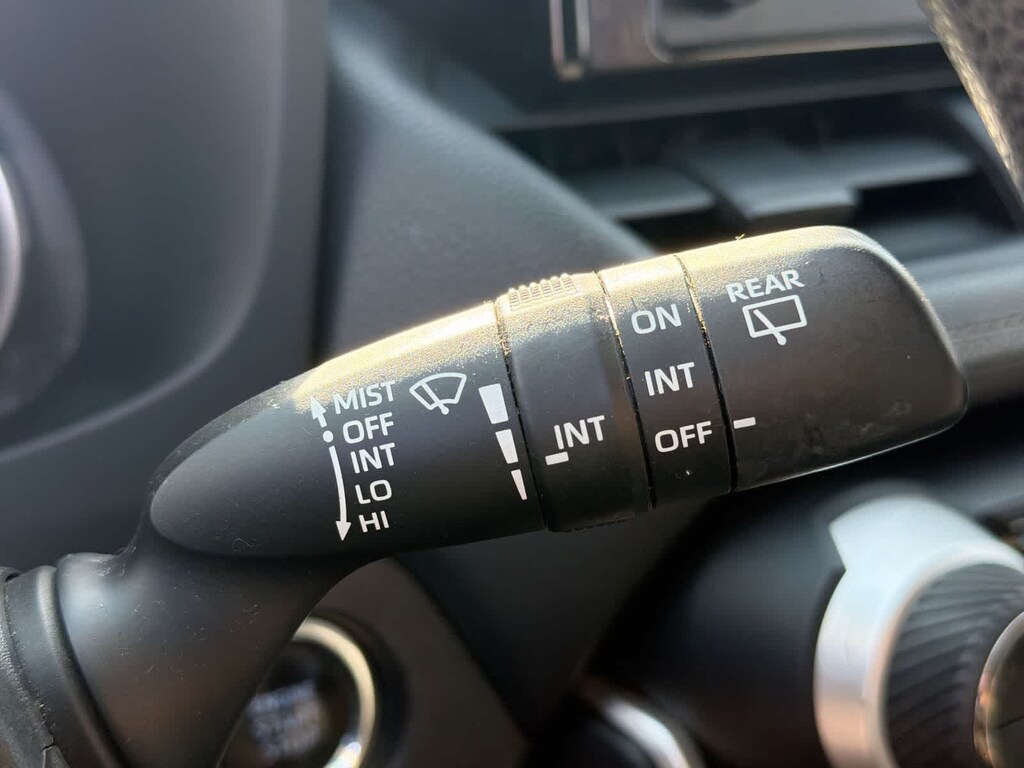 MIST
OFF
INT
LO
HI
INT
ON
INT
OFF
REAR